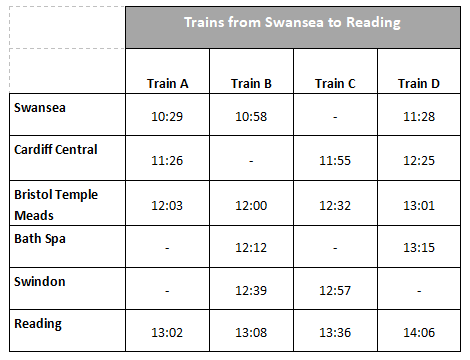 Trains from Swansea to Reading
Train A Train B Train C Train D
Swansea 10:29 10:58 - 11:28
Cardiff Central 11:26 - 11:55 12:25
Bristol Temple
Meads 12:03 12:00 12:32 13:01
Bath Spa - 12:12 - 13:15
Swindon - 12:39 12:57 -
Reading 13:02 13:08 13:36 14:06